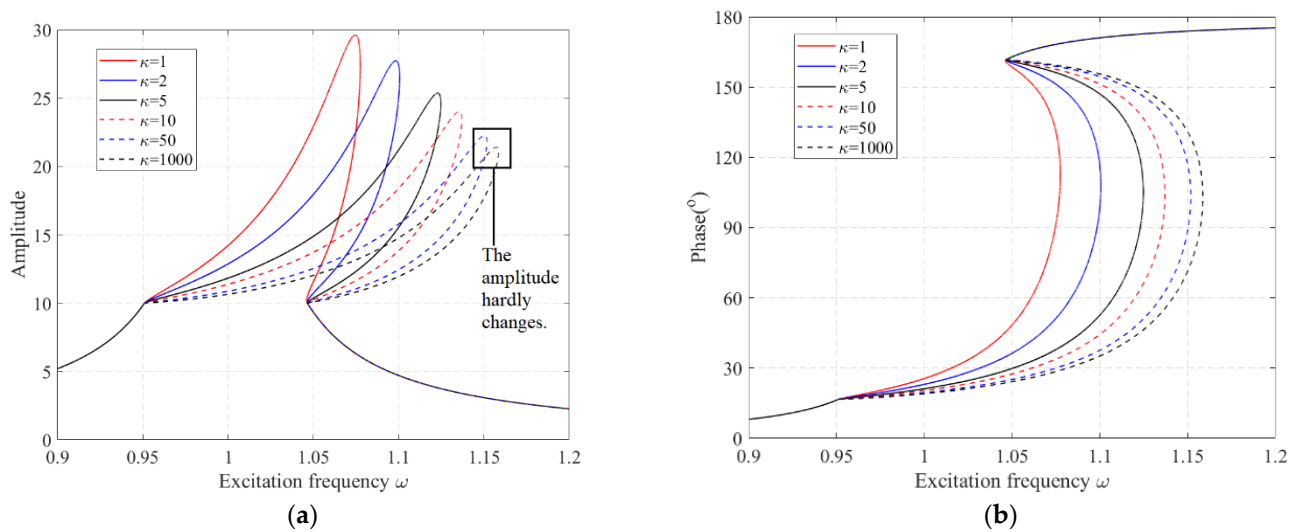 30
25
20
15
10
5
0
Amplitude
κ=1
κ=2
κ=5
κ=10
κ=50
κ=1000
The
amplitude
hardly
changes.
0.9
0.95
1
1.05
1.1
1.15
1.2
Excitation frequency ω
(a)
180
150
120
90
60
30
0
Phase(°)
κ=1
κ=2
κ=5
κ=10
κ=50
κ=1000
0.9
0.95
1
1.05
1.1
1.15
1.2
Excitation frequency ω
(b)